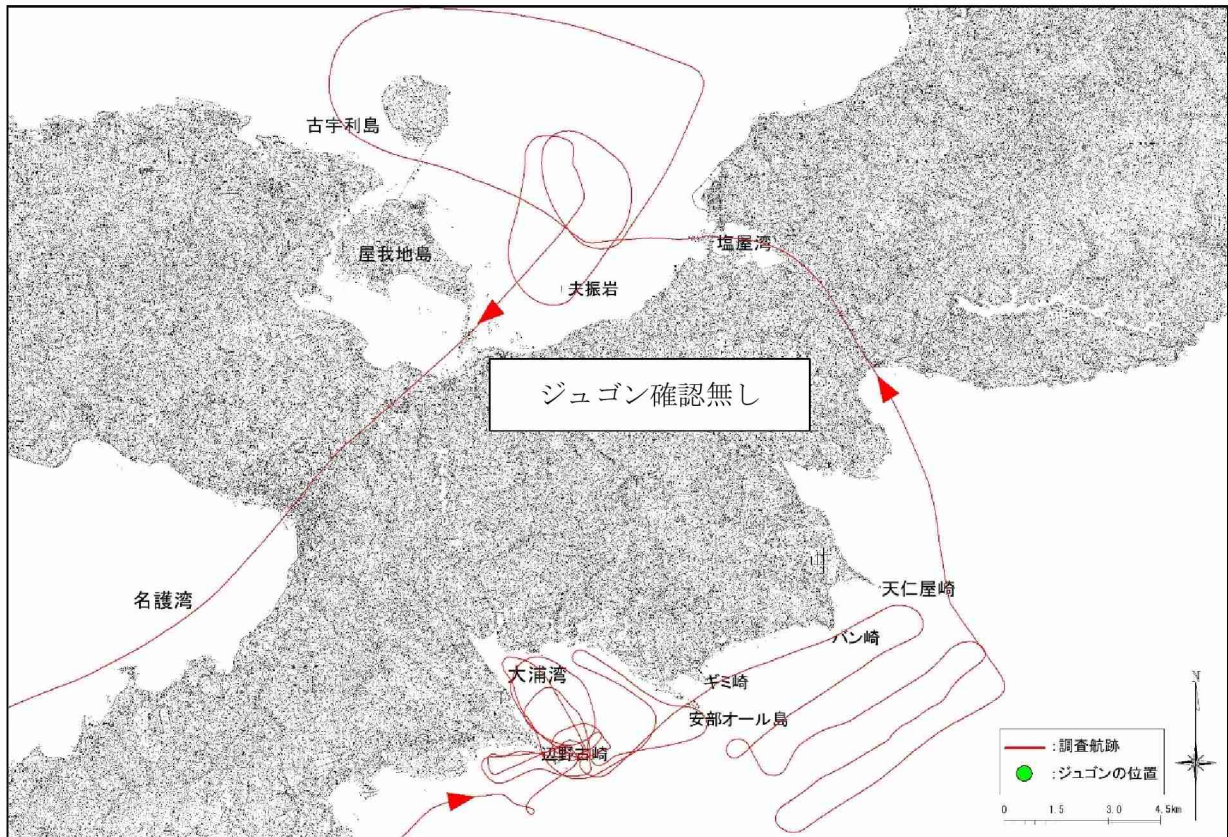 古宇利島
屋我地島
塩屋湾
夫振岩
ジュゴン確認無し
名護湾
天仁屋崎
バン崎
大浦湾
ギミ崎
安部オール島
辺野古崎
N
:調査航跡
:ジュゴンの位置
0 1.5 3.0 4.5km